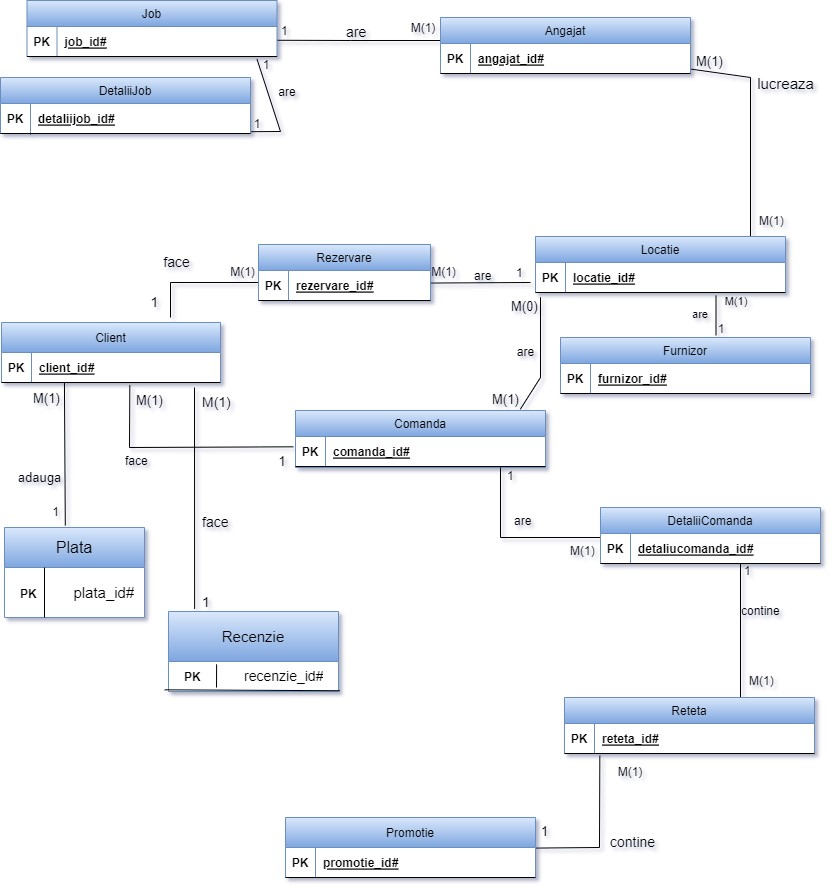 Job
PK job_id#
1
are
M(1)
Angajat
PK angajat_id#
M(1)
lucreaza
M(1)
1
are
1
DetaliiJob
PK detaliijob_id#
Locatie
PK locatie_id#
Rezervare
PK rezervare_id#
face
M(1)
1
M(1)
are
1
M(1)
are
1
Furnizor
PK furnizor_id#
M(0)
are
M(1)
Client
PK client_id#
M(1)
M(1)
M(1)
face
1
Comanda
PK comanda_id#
1
are
M(1)
adauga
1
face
1
Plata
PK plata_id#
DetaliiComanda
PK detaliucomanda_id#
1
contine
M(1)
Recenzie
PK recenzie_id#
Reteta
PK reteta_id#
M(1)
contine
1
Promotie
PK promotie_id#